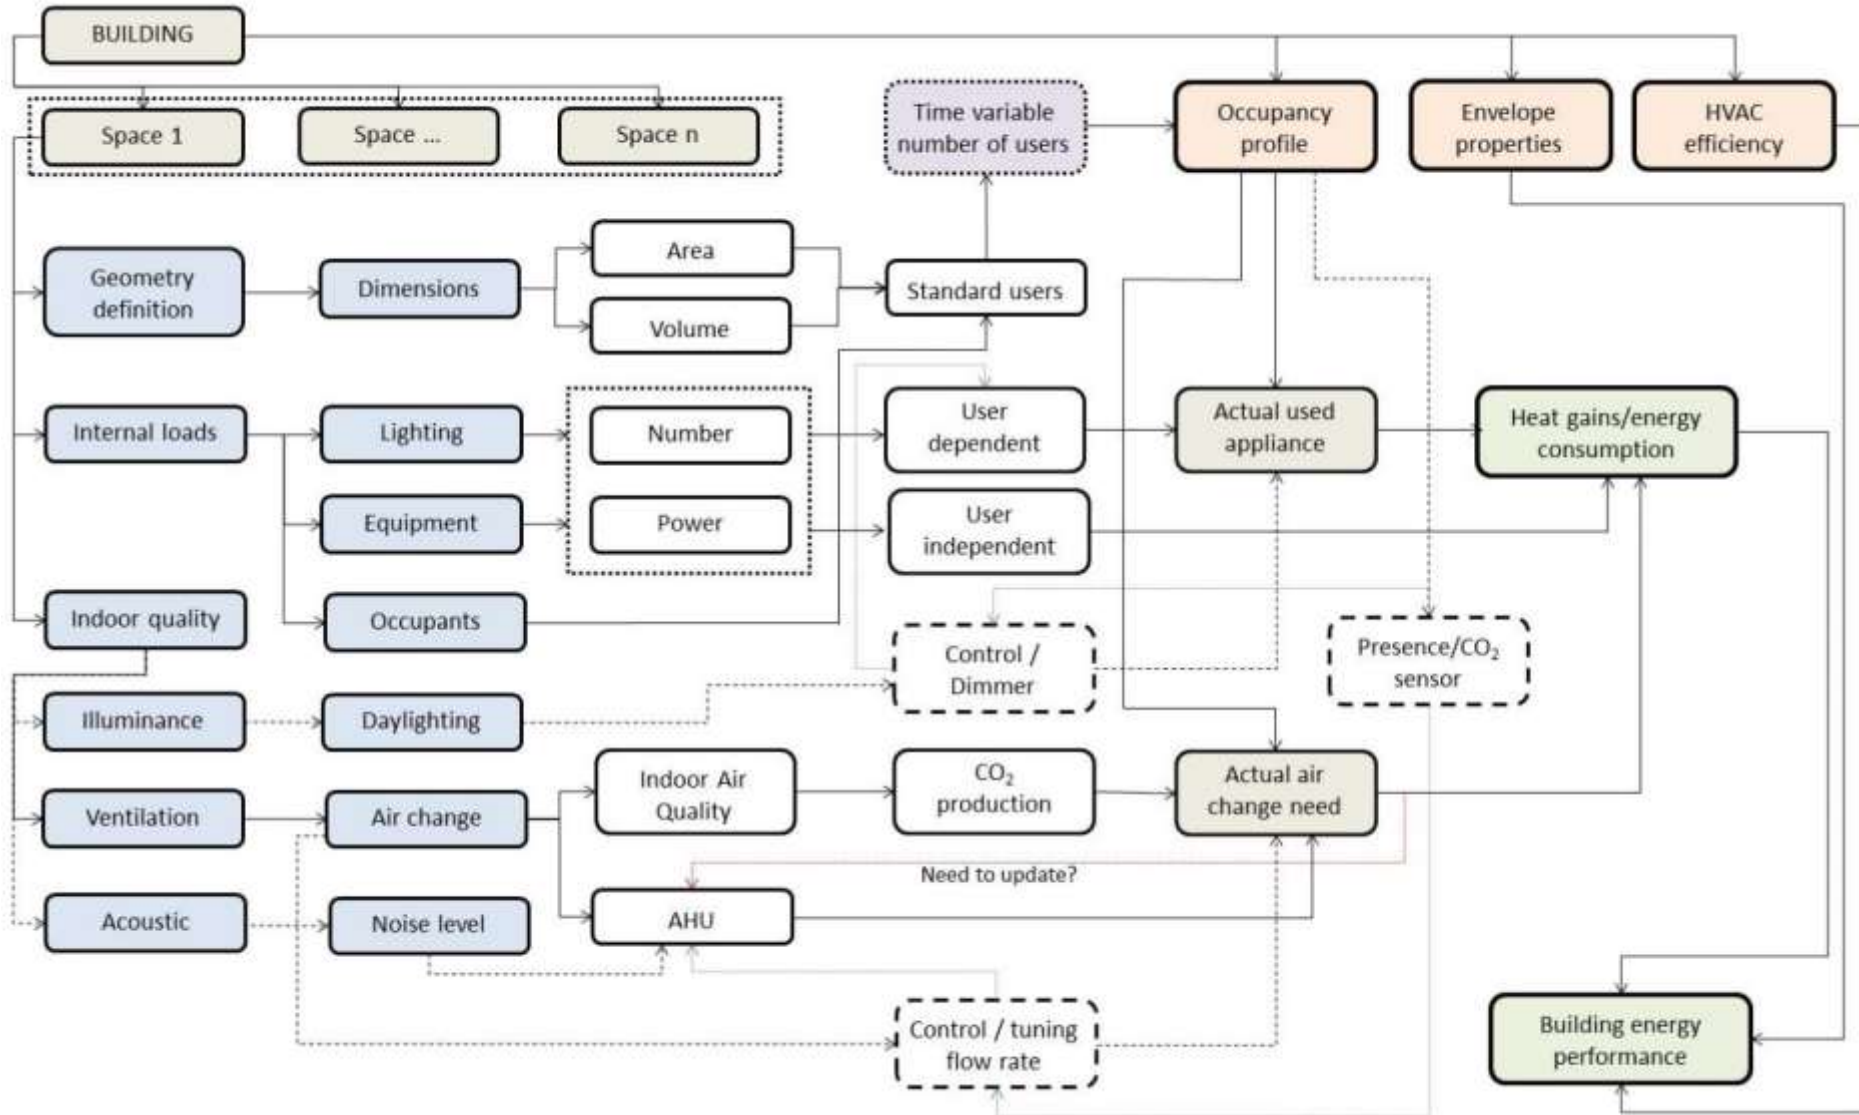 BUILDING
Space 1
Space ...
Space n
Time variable
number of users
Occupancy
profile
Envelope
properties
HVAC
efficiency
Geometry
definition
Dimensions
Area
Volume
Standard users
Internal loads
Lighting
Equipment
Occupants
Number
Power
User
dependent
User
independent
Actual used
appliance
Heat gains/energy
consumption
Indoor quality
Control /
Dimmer
Presence/CO₂
sensor
Illuminance
Daylighting
Ventilation
Air change
Indoor Air
Quality
CO₂
production
Actual air
change need
Need to update?
Acoustic
Noise level
AHU
Control / tuning
flow rate
Building energy
performance